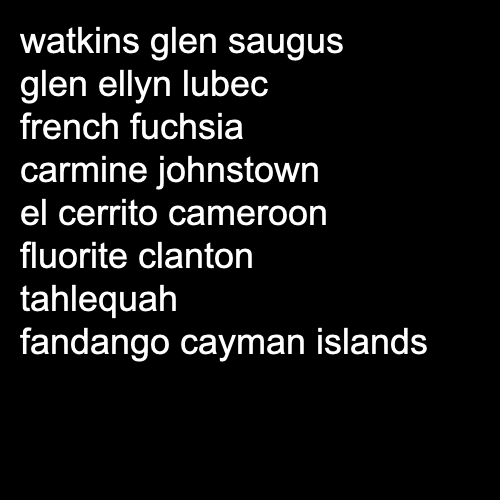 watkins glen saugus
glen ellyn lubec
french fuchsia
carmine johnstown
el cerrito cameroon
fluorite clanton
tahlequah
fandango cayman islands